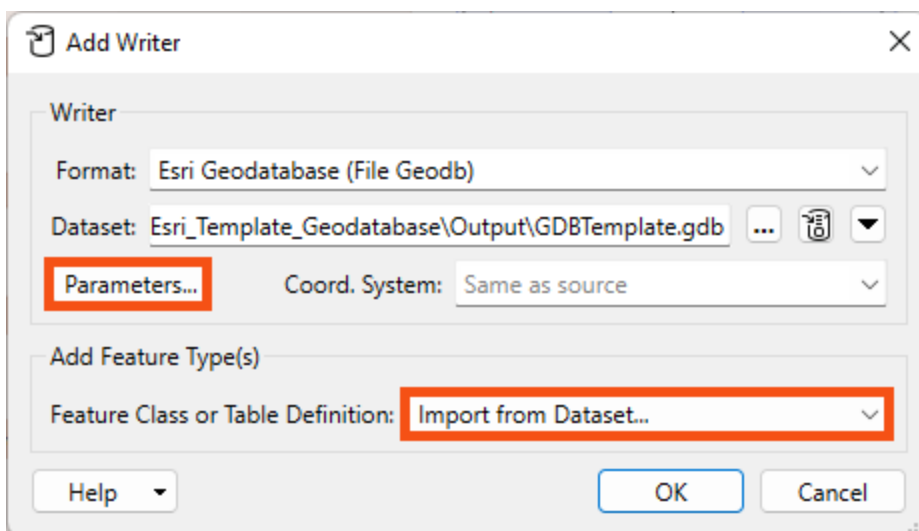 Add Writer
Writer
Format: Esri Geodatabase (File Geodb)
Dataset: Esri_Template_Geodatabase\Output\GDBTemplate.gdb ...
Parameters... Coord. System: Same as source
Add Feature Type(s)
Feature Class or Table Definition: Import from Dataset...
Help OK Cancel